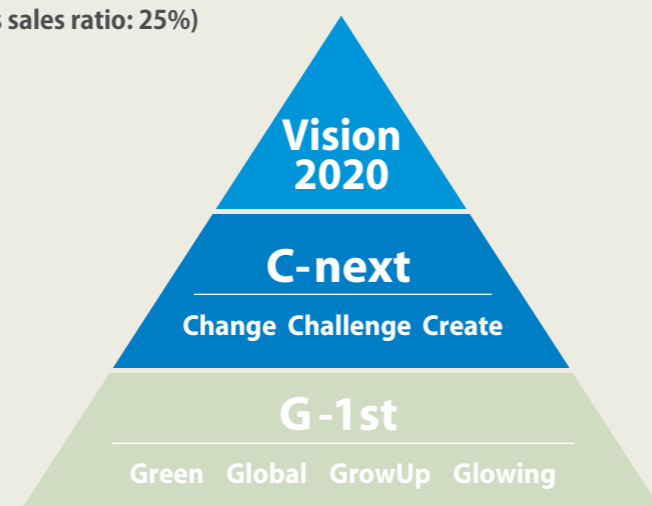 sales ratio: 25%)
Vision
2020
C-next
Change Challenge Create
G-1st
Green Global GrowUp Glowing